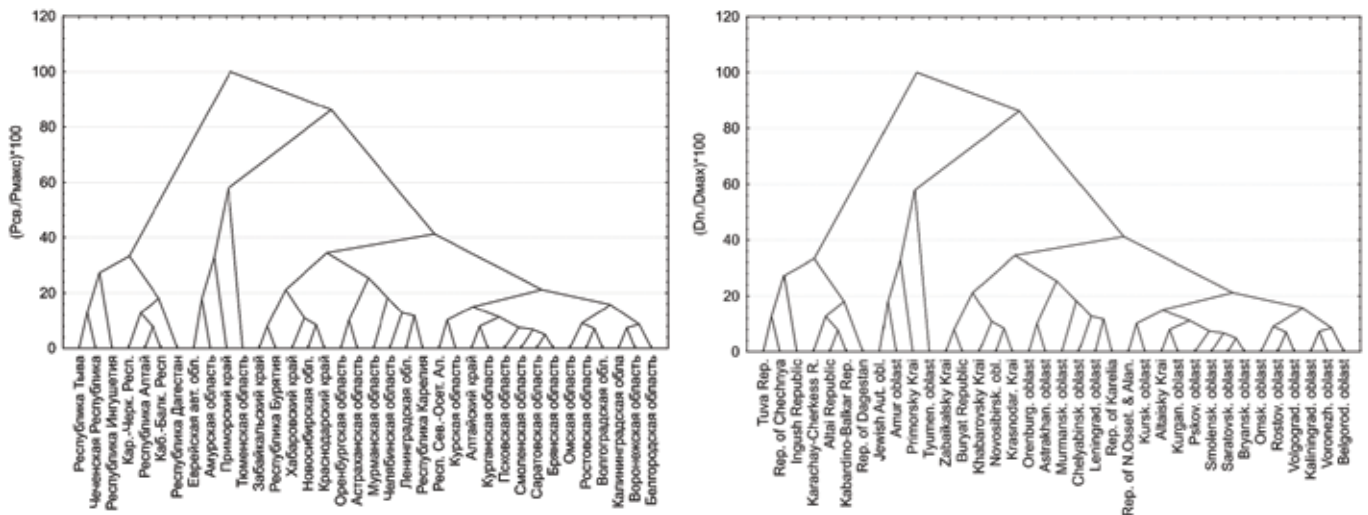 120
100
80
60
40
20
0
(Рсв./Рмакс)*100
Республика Тыва
Чеченская Республика
Республика Ингушетия
Кар.-Черк. Респ.
Республика Алтай
Каб.-Балк. Респ
Республика Дагестан
Еврейская авт. обл.
Амурская область
Приморский край
Тюменская область
Забайкальский край
Республика Бурятия
Хабаровский край
Новосибирская обл.
Краснодарский край
Оренбургская область
Астраханская область
Мурманская область
Челябинская область
Ленинградская обл.
Республика Карелия
Респ. Сев.-Осет. Ал.
Курская область
Алтайский край
Курганская область
Псковская область
Смоленская область
Саратовская область
Брянская область
Омская область
Ростовская область
Волгоградская обл.
Калининградская обла
Воронежская область
Белгородская область
120
100
80
60
40
20
0
(Dn./Dмах)*100
Tuva Rep.
Rep. of Chechnya
Ingush Republic
Karachay-Cherkess R.
Altai Republic
Kabardino-Balkar Rep.
Rep. of Dagestan
Jewish Aut. obl.
Amur oblast
Primorsky Krai
Tyumen. oblast
Zabaikalsky Krai
Buryat Republic
Khabarovsky Krai
Novosibirsk. obl.
Krasnodar. Krai
Orenburg. oblast
Astrakhan. oblast
Murmansk. oblast
Chelyabinsk. oblast
Leningrad. oblast
Rep. of Karelia
Rep. of N.Osset. & Alan.
Kursk. oblast
Altaisky Krai
Kurgan. oblast
Pskov. oblast
Smolensk. oblast
Saratovsk. oblast
Bryansk. oblast
Omsk. oblast
Rostov. oblast
Volgograd. oblast
Kaliningrad. oblast
Voronezh. oblast
Belgorod. oblast